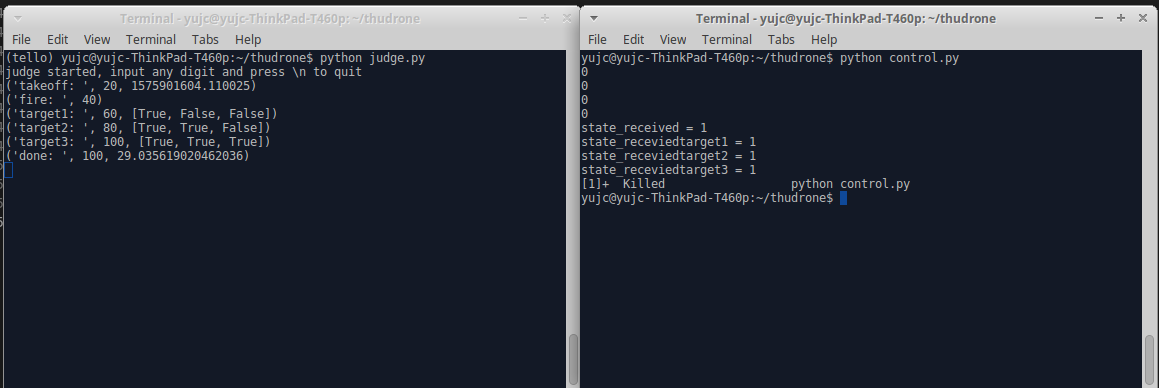 Terminal - yujc@yujc-ThinkPad-T460p: ~/thudrone
File Edit View Terminal Tabs Help
(tello) yujc@yujc-ThinkPad-T460p:~/thudrone$ python judge.py
judge started, input any digit and press \n to quit
('takeoff: ', 20, 1575901604.110025)
('fire: ', 40)
('target1: ', 60, [True, False, False])
('target2: ', 80, [True, True, False])
('target3: ', 100, [True, True, True])
('done: ', 100, 29.035619020462036)
Terminal - yujc@yujc-ThinkPad-T460p: ~/thudrone
File Edit View Terminal Tabs Help
yujc@yujc-ThinkPad-T460p:~/thudrone$ python control.py
0
0
0
0
state_received = 1
state_receviedtarget1 = 1
state_receviedtarget2 = 1
state_receviedtarget3 = 1
[1]+  Killed                  python control.py
yujc@yujc-ThinkPad-T460p:~/thudrone$